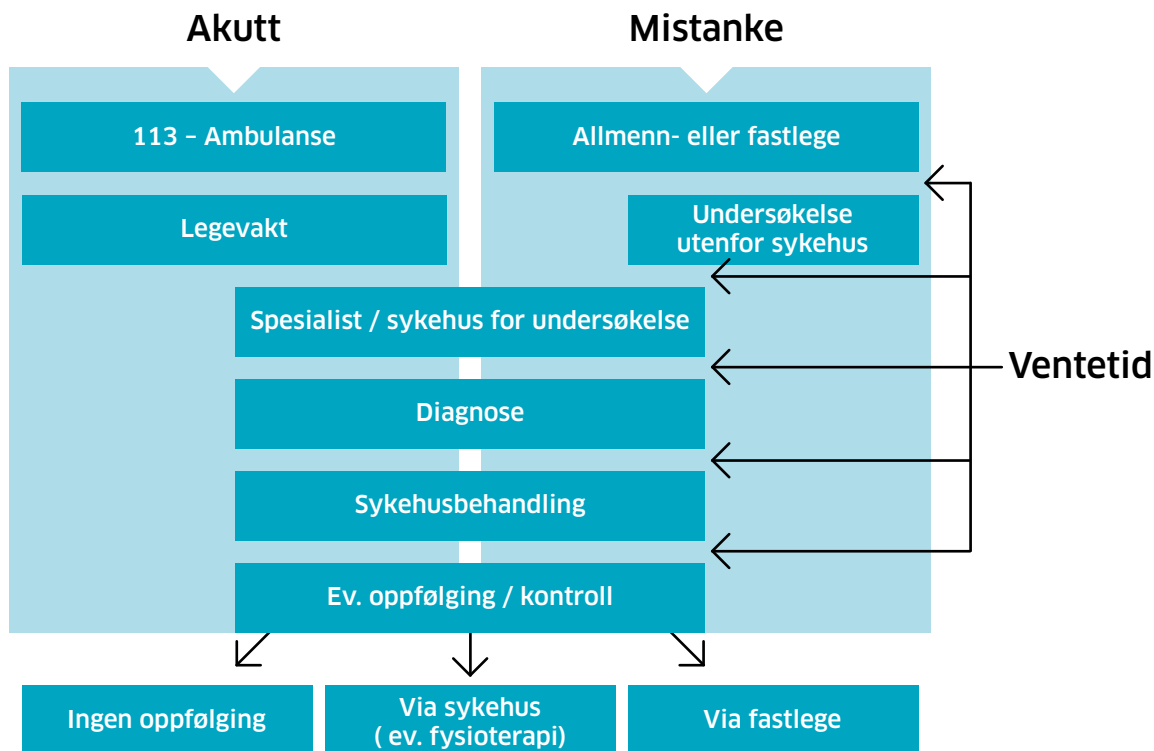 Akutt
Mistanke
113 – Ambulanse
Allmenn- eller fastlege
Legevakt
Undersøkelse
utenfor sykehus
Spesialist / sykehus for undersøkelse
Ventetid
Diagnose
Sykehusbehandling
Ev. oppfølging / kontroll
Ingen oppfølging
Via sykehus
( ev. fysioterapi)
Via fastlege